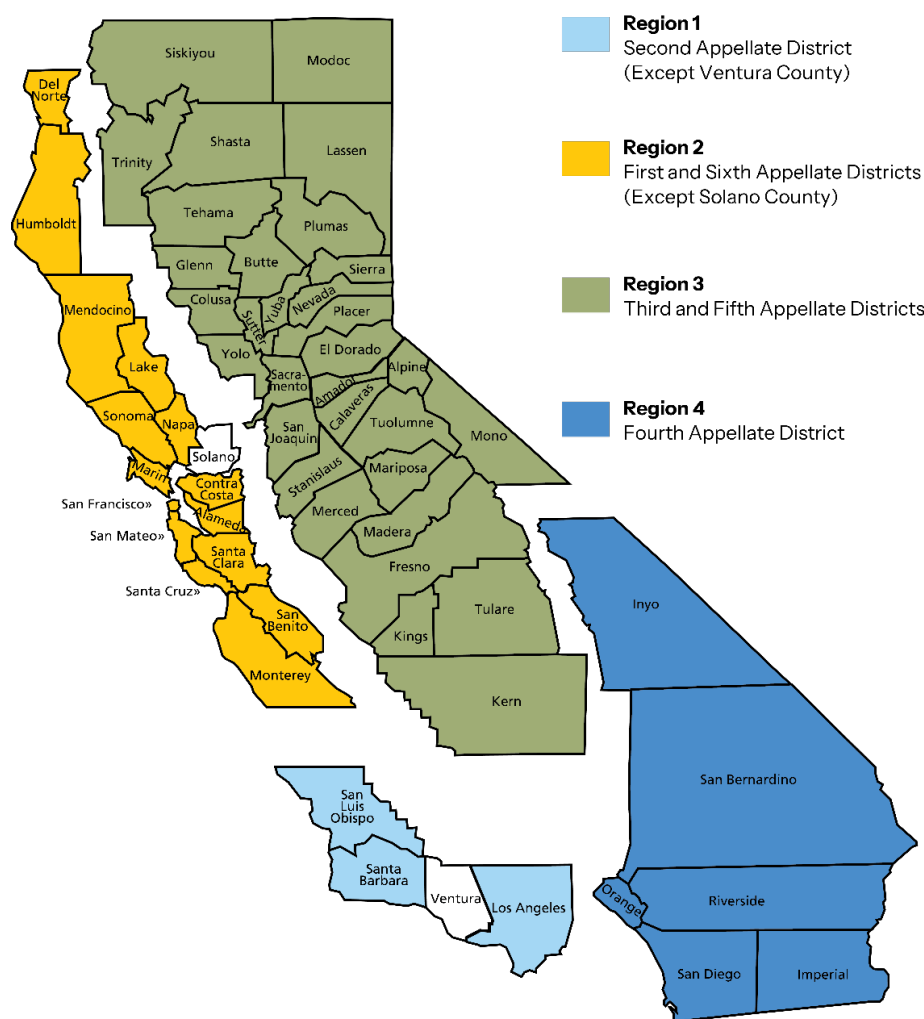 Region 1
Second Appellate District
(Except Ventura County)
Region 2
First and Sixth Appellate Districts
(Except Solano County)
Region 3
Third and Fifth Appellate Districts
Region 4
Fourth Appellate District
Siskiyou
Modoc
Del
Norte
Shasta
Trinity
Lassen
Humboldt
Tehama
Plumas
Butte
Glenn
Sierra
Colusa
Yuba
Nevada
Mendocino
Placer
Sutter
Yolo
El Dorado
Lake
Alpine
Sacra-
mento
Amador
Calaveras
Sonoma
Napa
San
Joaquin
Tuolumne
Mono
Solano
Marin
Stanislaus
Mariposa
Contra
Costa
San Francisco»
Merced
Alameda
Madera
San Mateo»
Santa
Clara
Fresno
Santa Cruz»
Inyo
San
Benito
Tulare
Kings
Monterey
Kern
San Bernardino
San
Luis
Obispo
Santa
Barbara
Ventura
Los Angeles
Orange
Riverside
San Diego
Imperial